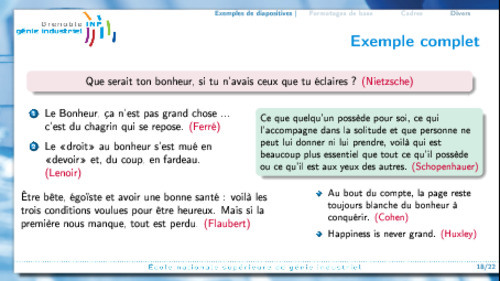 Grenoble INP
génie industriel
Exemples de diapositives | Formatages de base Cadres Divers
Exemple complet
Que serait ton bonheur, si tu n'avais ceux que tu éclaires ? (Nietzsche)
1 Le Bonheur, ça n'est pas grand chose ...
c'est du chagrin qui se repose. (Ferré)
2 Le «droit» au bonheur s'est mué en
«devoir» et, du coup, en fardeau.
(Lenoir)
Être bête, égoïste et avoir une bonne santé : voilà les
trois conditions voulues pour être heureux. Mais si la
première nous manque, tout est perdu. (Flaubert)
Ce que quelqu'un possède pour soi, ce qui
l'accompagne dans la solitude et que personne ne
peut lui donner ni lui prendre, voilà qui est
beaucoup plus essentiel que tout ce qu'il possède
ou ce qu'il est aux yeux des autres. (Schopenhauer)
Au bout du compte, la page reste
toujours blanche du bonheur à
conquérir. (Cohen)
Happiness is never grand. (Huxley)
École nationale supérieure de génie industriel
18/22